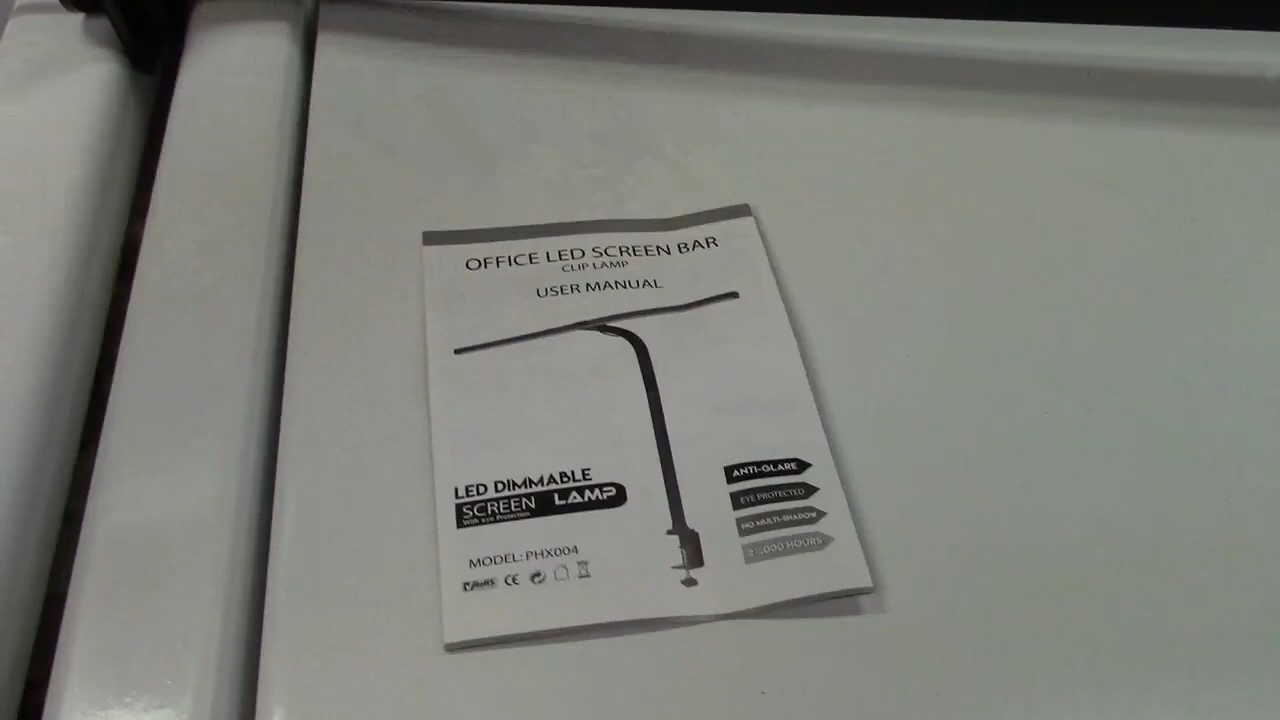 OFFICE LED SCREEN BAR
CLIP LAMP
USER MANUAL
LED DIMMABLE
SCREEN LAMP
With Eye Protection
ANTI-GLARE
EYE PROTECTED
NO MULTI-SHADOW
HOURS
MODEL: PHX004
RoHS CE